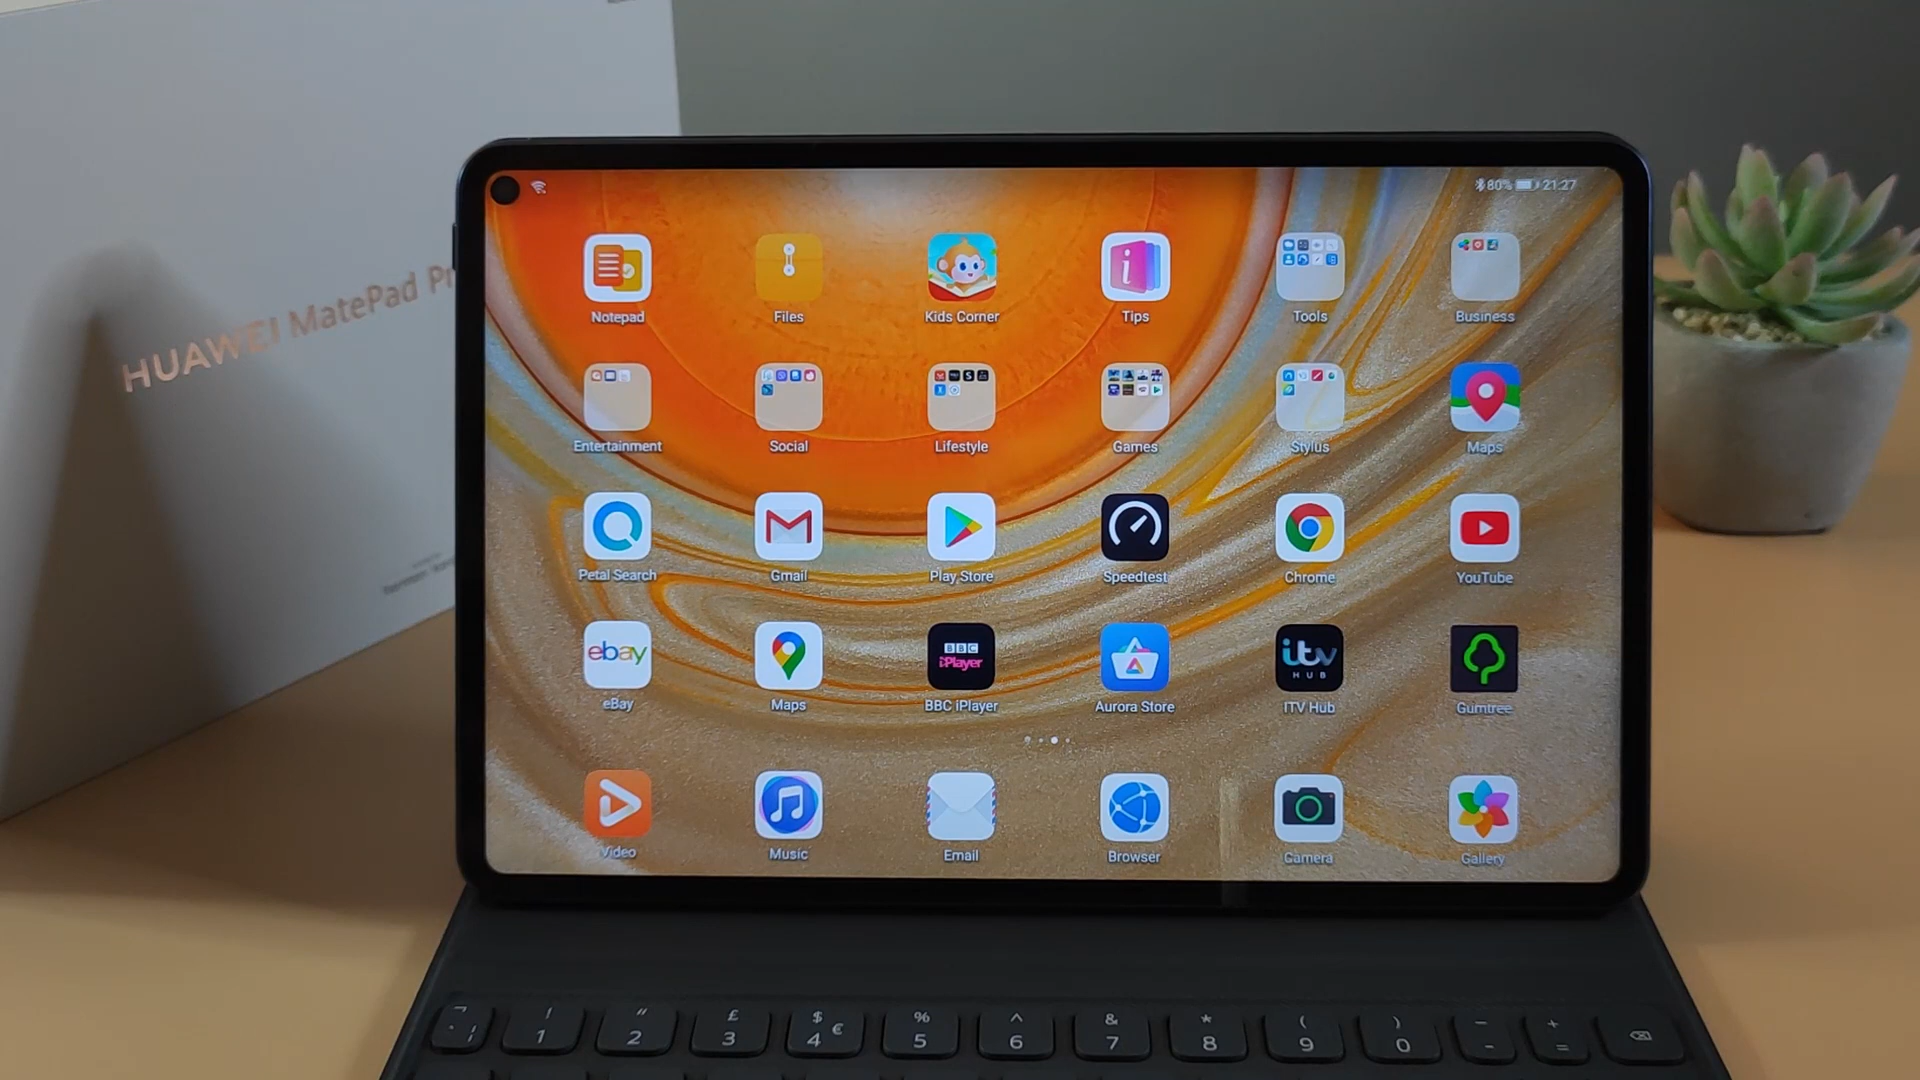 HUAWEI MatePad Pr
80% 21:27
Notepad Files Kids Corner Tips Tools Business
Entertainment Social Lifestyle Games Stylus Maps
Petal Search Gmail Play Store Speedtest Chrome YouTube
ebay BBC iPlayer itv HUB
eBay Maps BBC iPlayer Aurora Store ITV Hub Gumtree
Video Music Email Browser Camera Gallery
! " £ $ % ^ & * ( ) _ +
1 2 3 4 € 5 6 7 8 9 0 - =